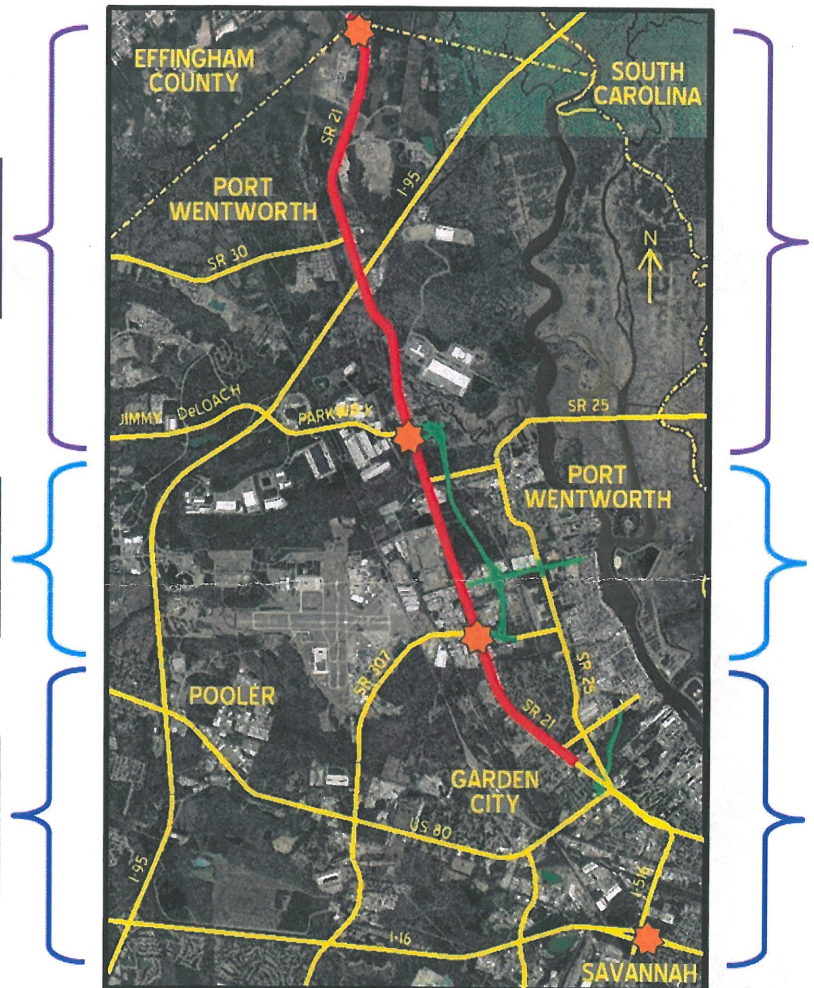 EFFINGHAM
COUNTY
SOUTH
CAROLINA
SR 21
I-95
PORT
WENTWORTH
N
SR 30
JIMMY DeLOACH PARKWAY
SR 25
PORT
WENTWORTH
SR 307
SR 25
POOLER
SR 21
GARDEN
CITY
US 80
I-95
I-516
I-16
SAVANNAH